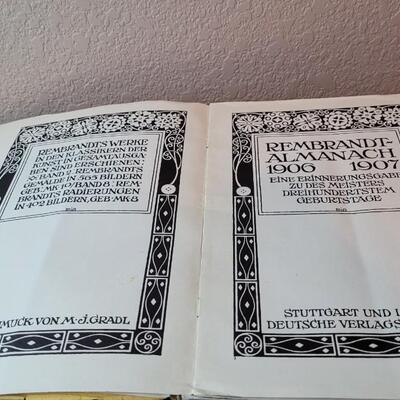 REMBRANDTS WERKE
IN DEN KLASSIKERN DER
KUNST IN GESAMTAUSGA-
BEN SIND ERSCHIENEN:
BAND 2. REMBRANDTS
GEMÄLDE IN 565 BILDERN
GEB·MK 10/BAND 8: REM-
BRANDTS RADIERUNGEN
IN 402 BILDERN, GEB·MK 8
MUCK VON M·J·GRADL
REMBRANDT-
ALMANACH
1906 1907
EINE ERINNERUNGSGABE
ZU DES MEISTERS
DREIHUNDERTSTEM
GEBURTSTAGE
STUTTGART UND L
DEUTSCHE VERLAGS